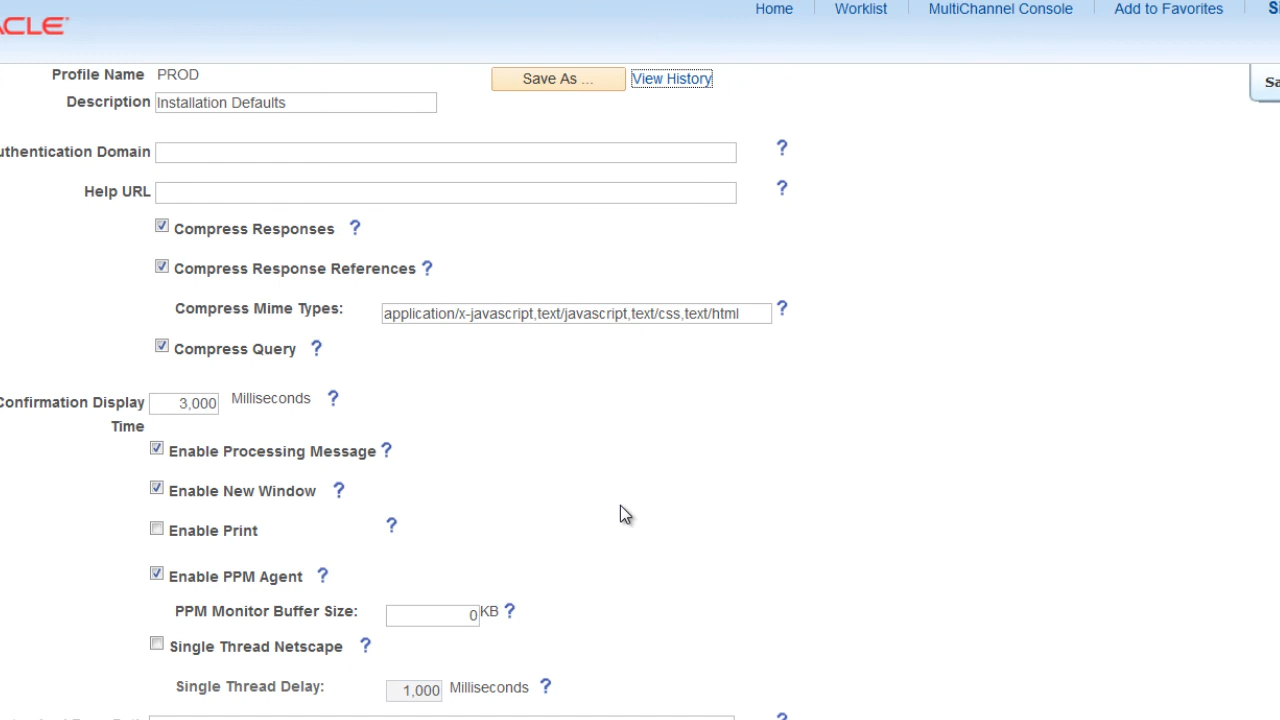 Home Worklist MultiChannel Console Add to Favorites
ACLE
Profile Name PROD Save As ... View History
Description Installation Defaults
uthentication Domain ?
Help URL ?
Compress Responses ?
Compress Response References ?
Compress Mime Types: application/x-javascript,text/javascript,text/css,text/html ?
Compress Query ?
Confirmation Display 3,000 Milliseconds ?
Time
Enable Processing Message ?
Enable New Window ?
Enable Print ?
Enable PPM Agent ?
PPM Monitor Buffer Size: 0 KB ?
Single Thread Netscape ?
Single Thread Delay: 1,000 Milliseconds ?